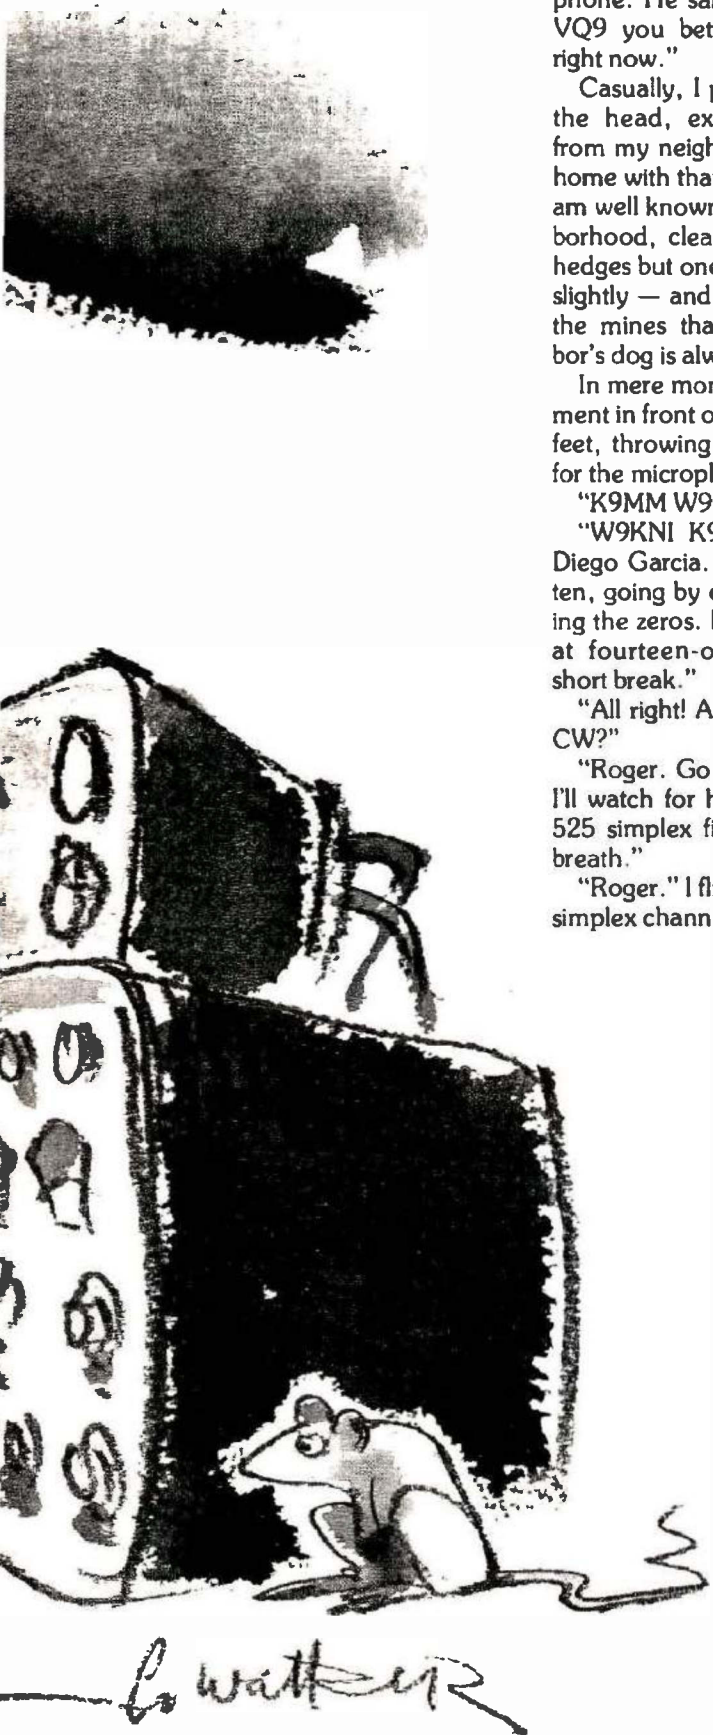 phone. He sa
VQ9 you bet
right now."
Casually, I
the head, ex
from my neigh
home with tha
am well known
borhood, clea
hedges but one
slightly — and
the mines tha
bor's dog is alw
In mere mor
ment in front o
feet, throwing
for the microph
"K9MM W9
"W9KNI K9
Diego Garcia.
ten, going by
ing the zeros.
at fourteen-o
short break."
"All right! A
CW?"
"Roger. Go
I'll watch for h
525 simplex fi
breath."
"Roger." I fl
simplex chann
Walker